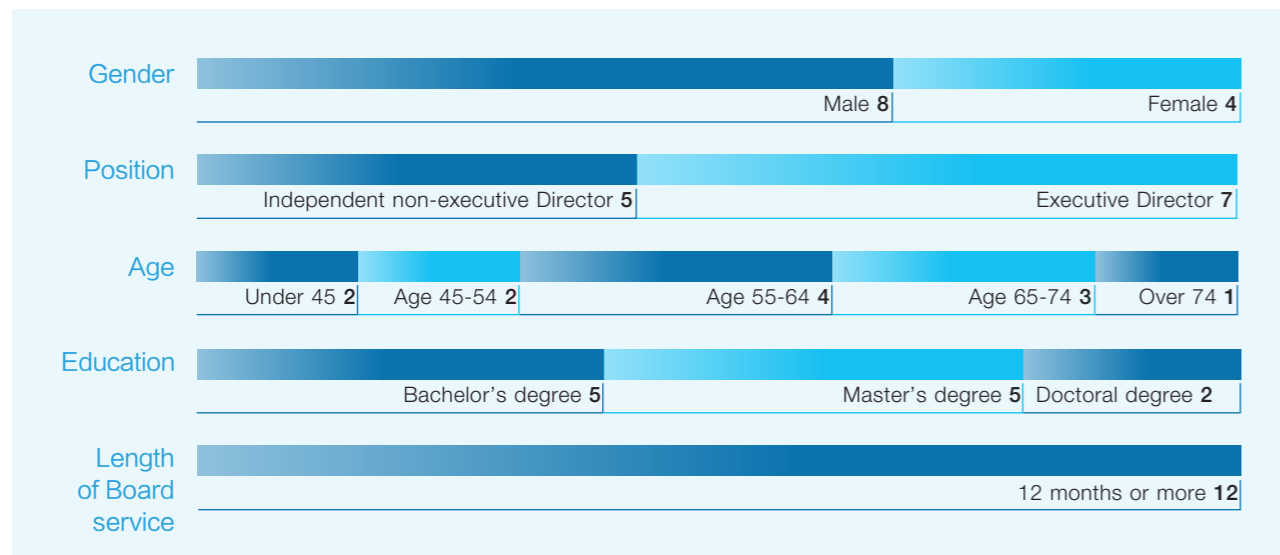 Gender
Male 8
Female 4
Position
Independent non-executive Director 5
Executive Director 7
Age
Under 45 2
Age 45-54 2
Age 55-64 4
Age 65-74 3
Over 74 1
Education
Bachelor’s degree 5
Master’s degree 5
Doctoral degree 2
Length
of Board
service
12 months or more 12